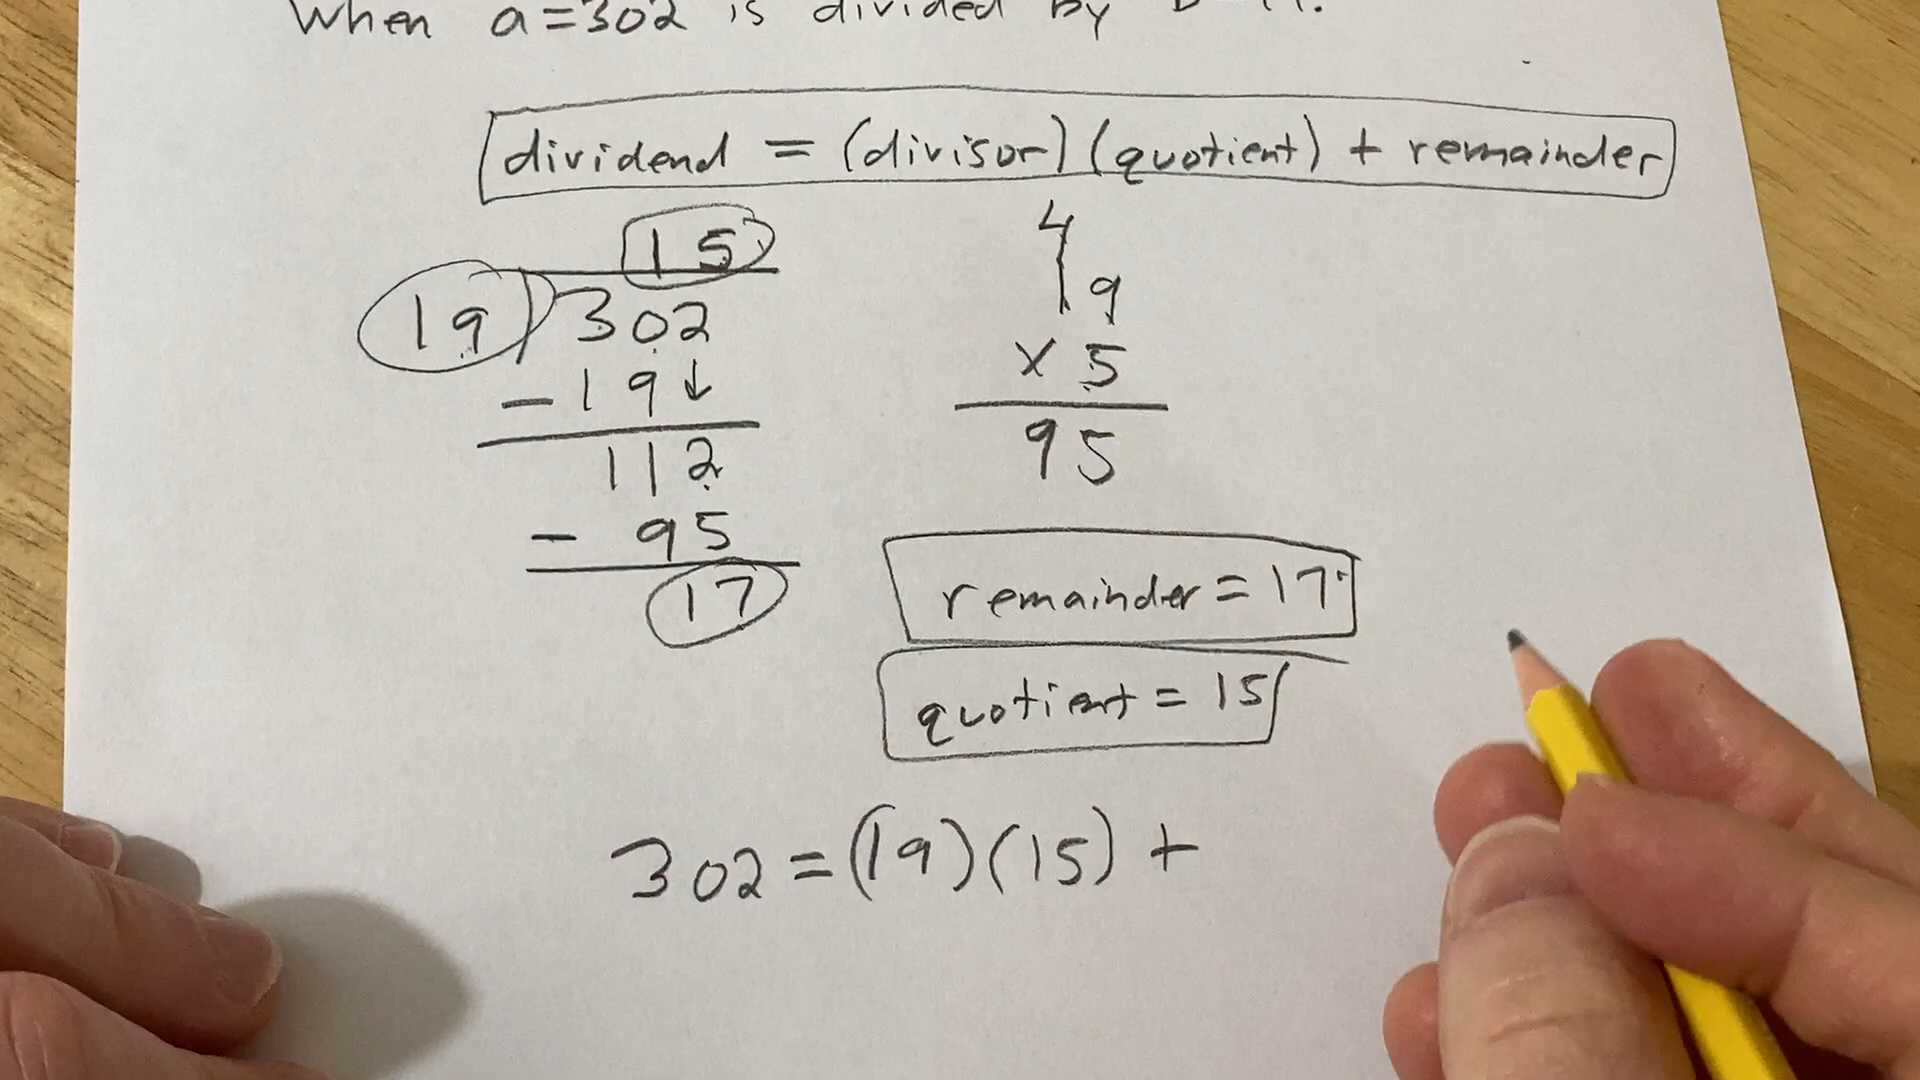 When a=302 is divided by
dividend = (divisor)(quotient) + remainder
15
19)302
-19↓
112
- 95
17
4
19
x 5
95
remainder = 17
quotient = 15
302 = (19)(15) +